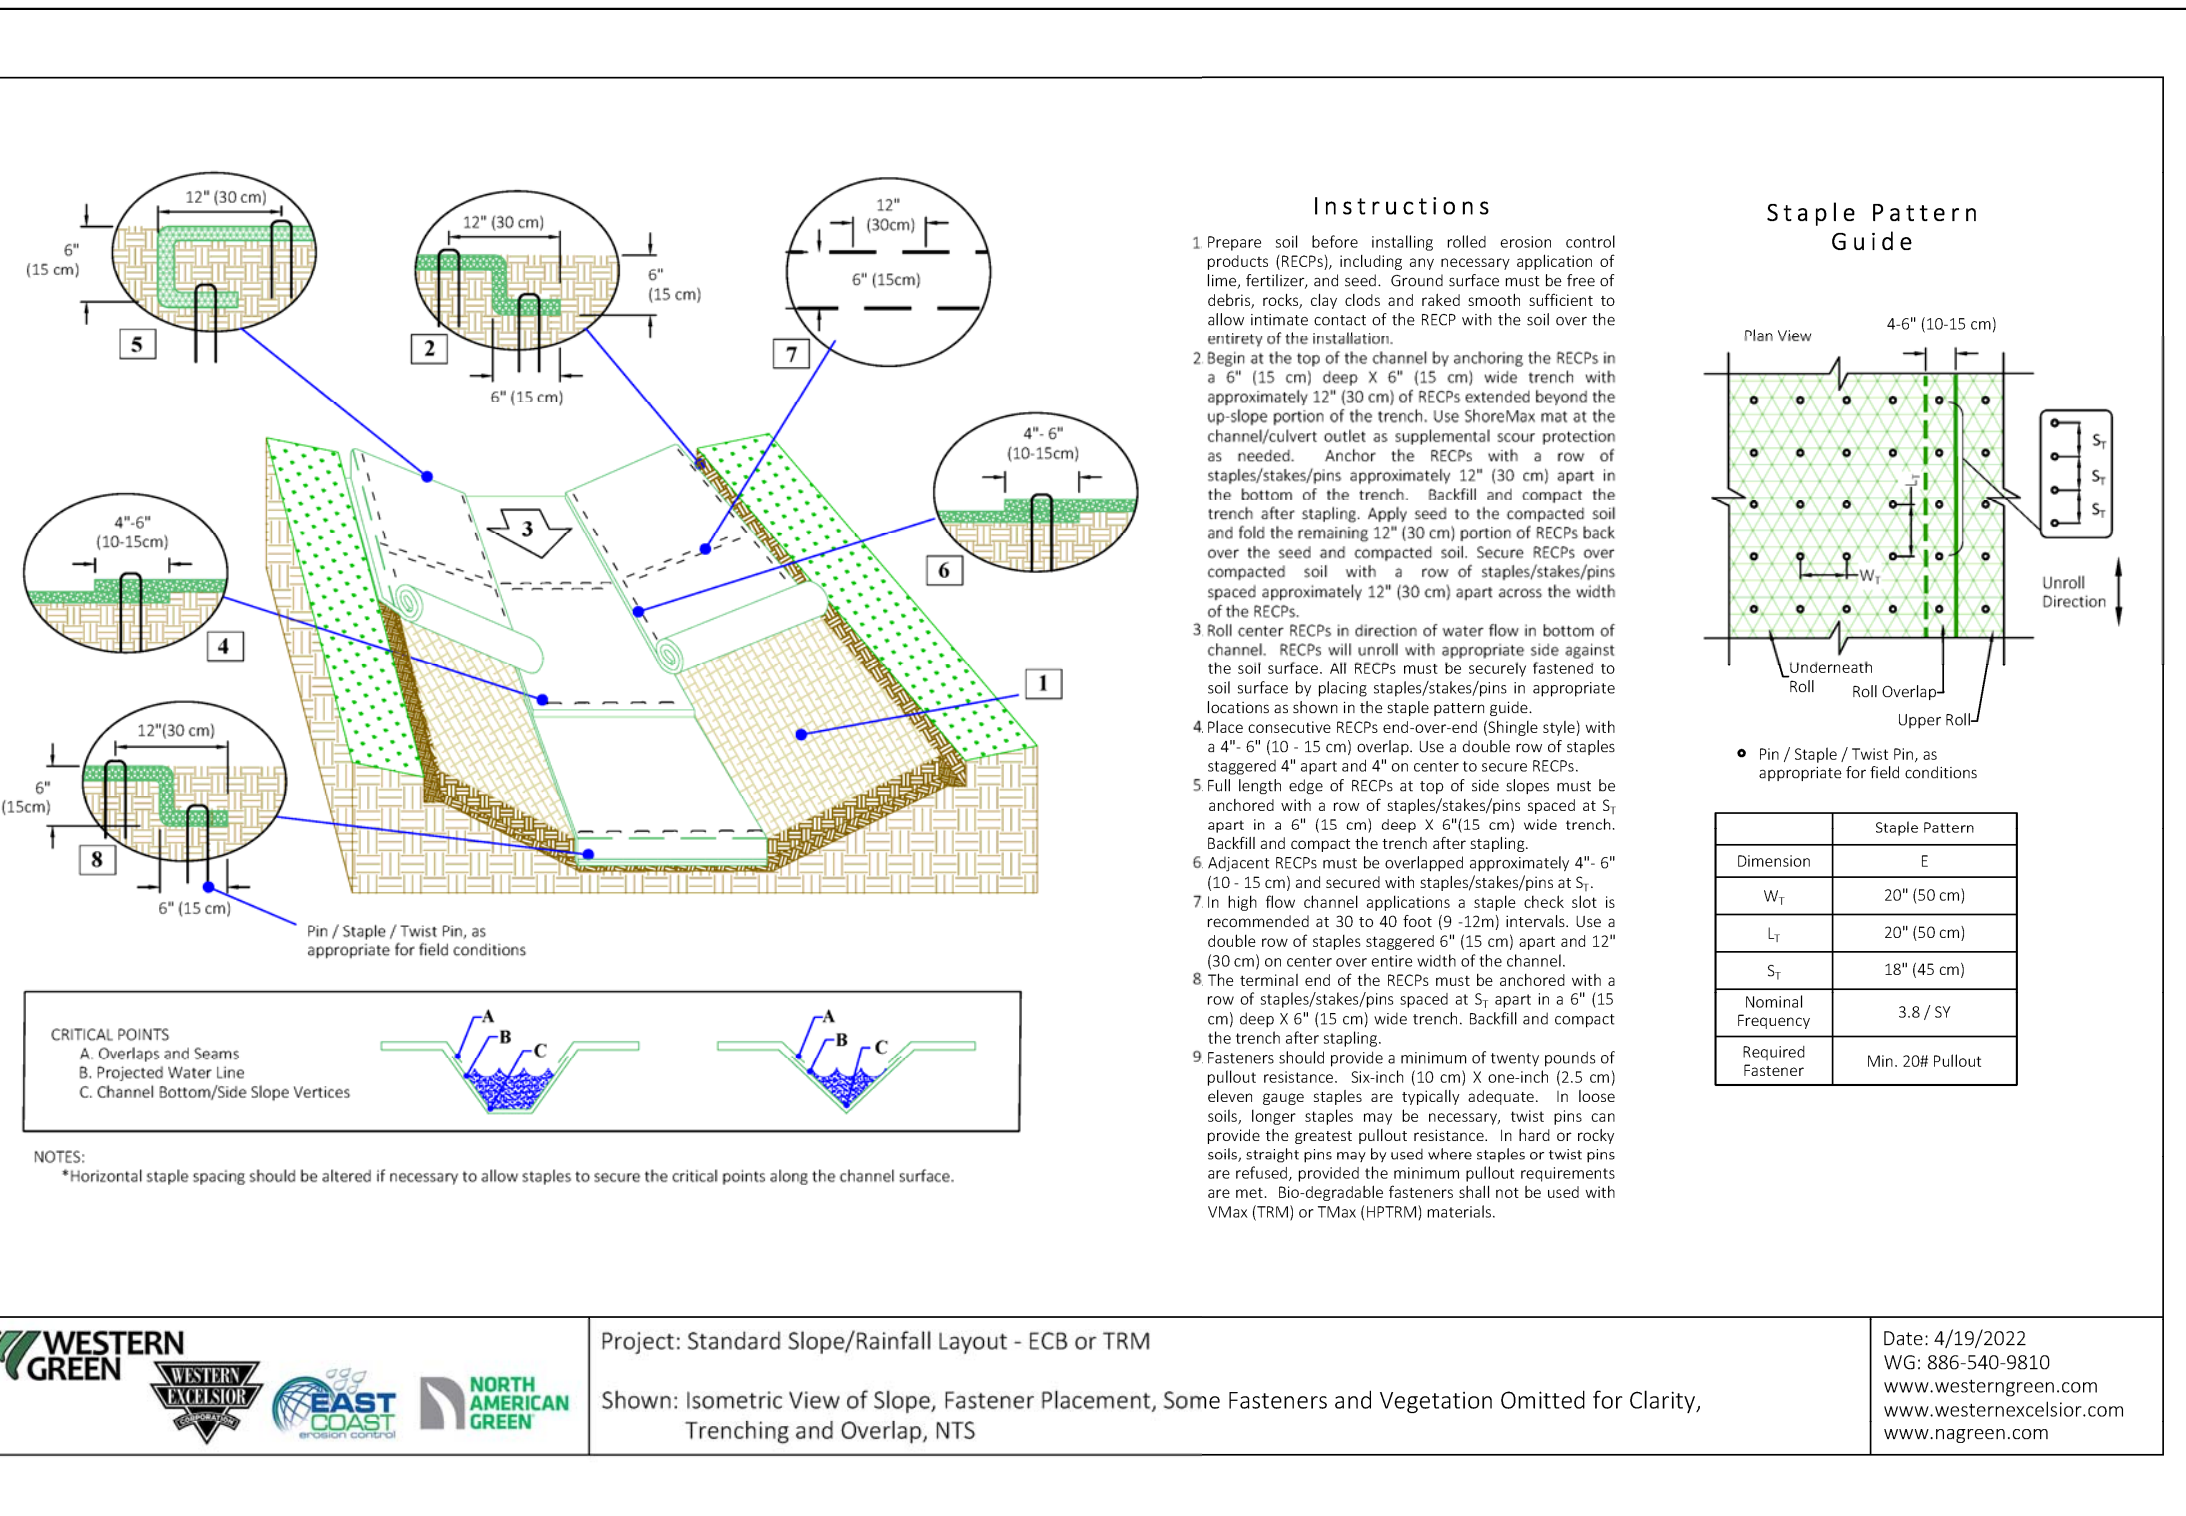 12" (30 cm)
6"
(15 cm)
5
12" (30 cm)
6"
(15 cm)
2
6" (15 cm)
12"
(30cm)
6" (15cm)
7
4"- 6"
(10-15cm)
6
3
4"-6"
(10-15cm)
4
1
12"(30 cm)
6"
(15cm)
8
6" (15 cm)
Pin / Staple / Twist Pin, as
appropriate for field conditions
CRITICAL POINTS
A. Overlaps and Seams
B. Projected Water Line
C. Channel Bottom/Side Slope Vertices
A
B
C
A
B
C
NOTES:
*Horizontal staple spacing should be altered if necessary to allow staples to secure the critical points along the channel surface.
Instructions
1. Prepare soil before installing rolled erosion control
products (RECPs), including any necessary application of
lime, fertilizer, and seed. Ground surface must be free of
debris, rocks, clay clods and raked smooth sufficient to
allow intimate contact of the RECP with the soil over the
entirety of the installation.
2. Begin at the top of the channel by anchoring the RECPs in
a 6" (15 cm) deep X 6" (15 cm) wide trench with
approximately 12" (30 cm) of RECPs extended beyond the
up-slope portion of the trench. Use ShoreMax mat at the
channel/culvert outlet as supplemental scour protection
as needed. Anchor the RECPs with a row of
staples/stakes/pins approximately 12" (30 cm) apart in
the bottom of the trench. Backfill and compact the
trench after stapling. Apply seed to the compacted soil
and fold the remaining 12" (30 cm) portion of RECPs back
over the seed and compacted soil. Secure RECPs over
compacted soil with a row of staples/stakes/pins
spaced approximately 12" (30 cm) apart across the width
of the RECPs.
3. Roll center RECPs in direction of water flow in bottom of
channel. RECPs will unroll with appropriate side against
the soil surface. All RECPs must be securely fastened to
soil surface by placing staples/stakes/pins in appropriate
locations as shown in the staple pattern guide.
4. Place consecutive RECPs end-over-end (Shingle style) with
a 4"- 6" (10 - 15 cm) overlap. Use a double row of staples
staggered 4" apart and 4" on center to secure RECPs.
5. Full length edge of RECPs at top of side slopes must be
anchored with a row of staples/stakes/pins spaced at ST
apart in a 6" (15 cm) deep X 6"(15 cm) wide trench.
Backfill and compact the trench after stapling.
6. Adjacent RECPs must be overlapped approximately 4"- 6"
(10 - 15 cm) and secured with staples/stakes/pins at ST.
7. In high flow channel applications a staple check slot is
recommended at 30 to 40 foot (9 -12m) intervals. Use a
double row of staples staggered 6" (15 cm) apart and 12"
(30 cm) on center over entire width of the channel.
8. The terminal end of the RECPs must be anchored with a
row of staples/stakes/pins spaced at ST apart in a 6" (15
cm) deep X 6" (15 cm) wide trench. Backfill and compact
the trench after stapling.
9. Fasteners should provide a minimum of twenty pounds of
pullout resistance. Six-inch (10 cm) X one-inch (2.5 cm)
eleven gauge staples are typically adequate. In loose
soils, longer staples may be necessary, twist pins can
provide the greatest pullout resistance. In hard or rocky
soils, straight pins may by used where staples or twist pins
are refused, provided the minimum pullout requirements
are met. Bio-degradable fasteners shall not be used with
VMax (TRM) or TMax (HPTRM) materials.
Staple Pattern
Guide
Plan View
4-6" (10-15 cm)
LT
WT
ST
ST
ST
Unroll
Direction
Underneath
Roll
Roll Overlap
Upper Roll
Pin / Staple / Twist Pin, as
appropriate for field conditions
Staple Pattern
Dimension E
WT 20" (50 cm)
LT 20" (50 cm)
ST 18" (45 cm)
Nominal
Frequency 3.8 / SY
Required
Fastener Min. 20# Pullout
WESTERN
GREEN
WESTERN
EXCELSIOR
CORPORATION
EAST
COAST
erosion control
NORTH
AMERICAN
GREEN
Project: Standard Slope/Rainfall Layout - ECB or TRM
Shown: Isometric View of Slope, Fastener Placement, Some Fasteners and Vegetation Omitted for Clarity,
Trenching and Overlap, NTS
Date: 4/19/2022
WG: 886-540-9810
www.westerngreen.com
www.westernexcelsior.com
www.nagreen.com